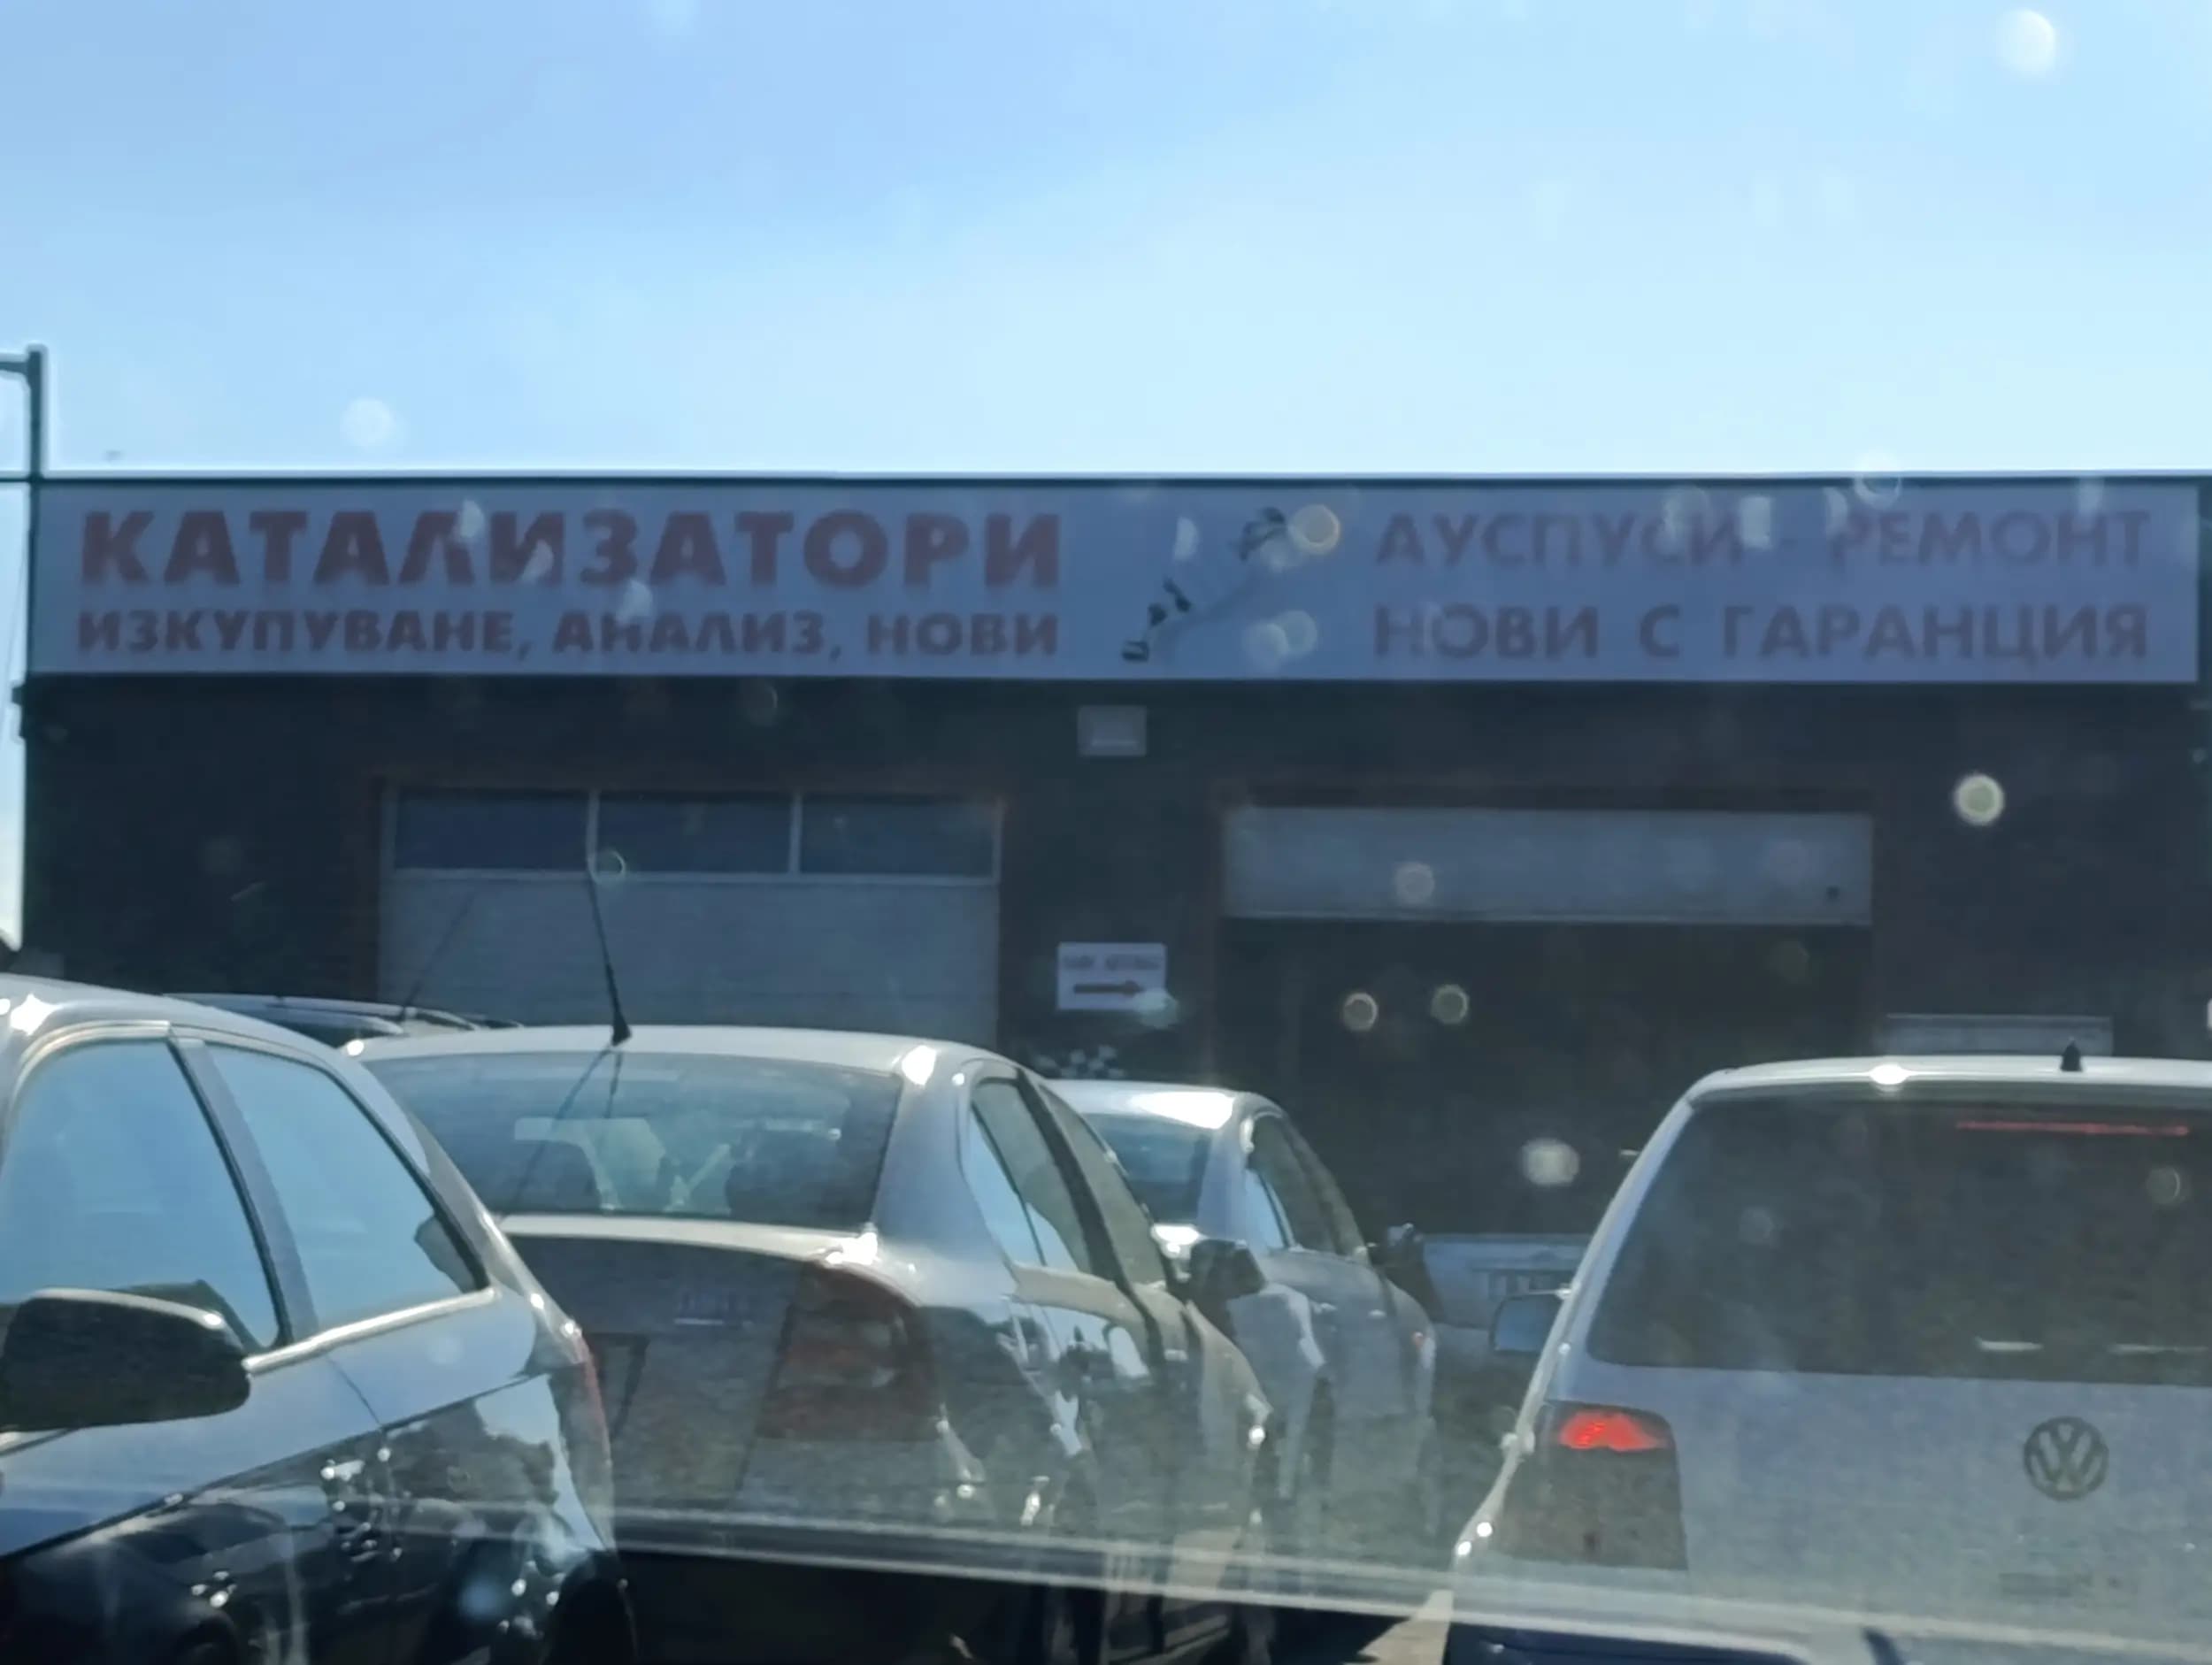 КАТАЛИЗАТОРИ
ИЗКУПУВАНЕ, АНАЛИЗ, НОВИ
АУСПУСИ - РЕМОНТ
НОВИ С ГАРАНЦИЯ